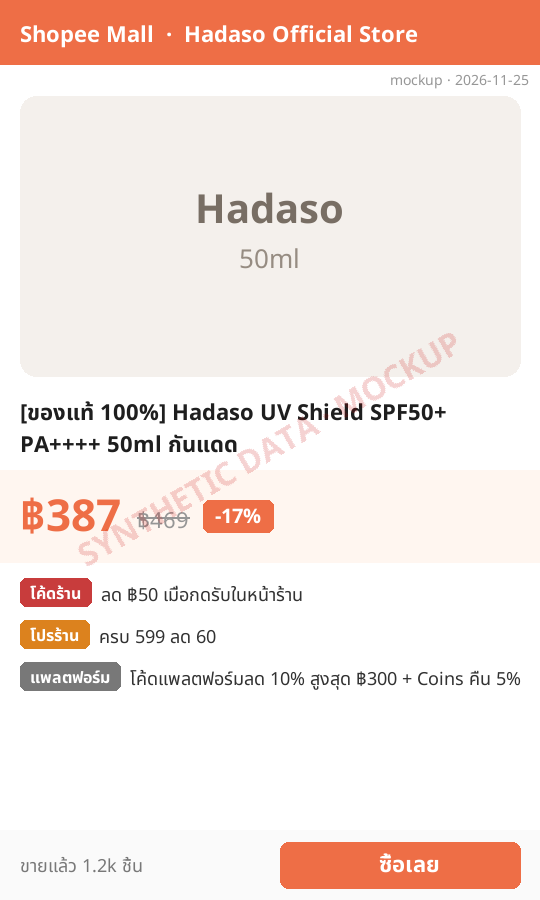 Shopee Mall · Hadaso Official Store
mockup · 2026-11-25
Hadaso
50ml
[ของแท้ 100%] Hadaso UV Shield SPF50+
PA++++ 50ml กันแดด
฿387 ฿469 -17%
SYNTHETIC DATA · MOCKUP
โค้ดร้าน ลด ฿50 เมื่อกดรับในหน้าร้าน
โปรร้าน ครบ 599 ลด 60
แพลตฟอร์ม โค้ดแพลตฟอร์มลด 10% สูงสุด ฿300 + Coins คืน 5%
ขายแล้ว 1.2k ชิ้น ซื้อเลย